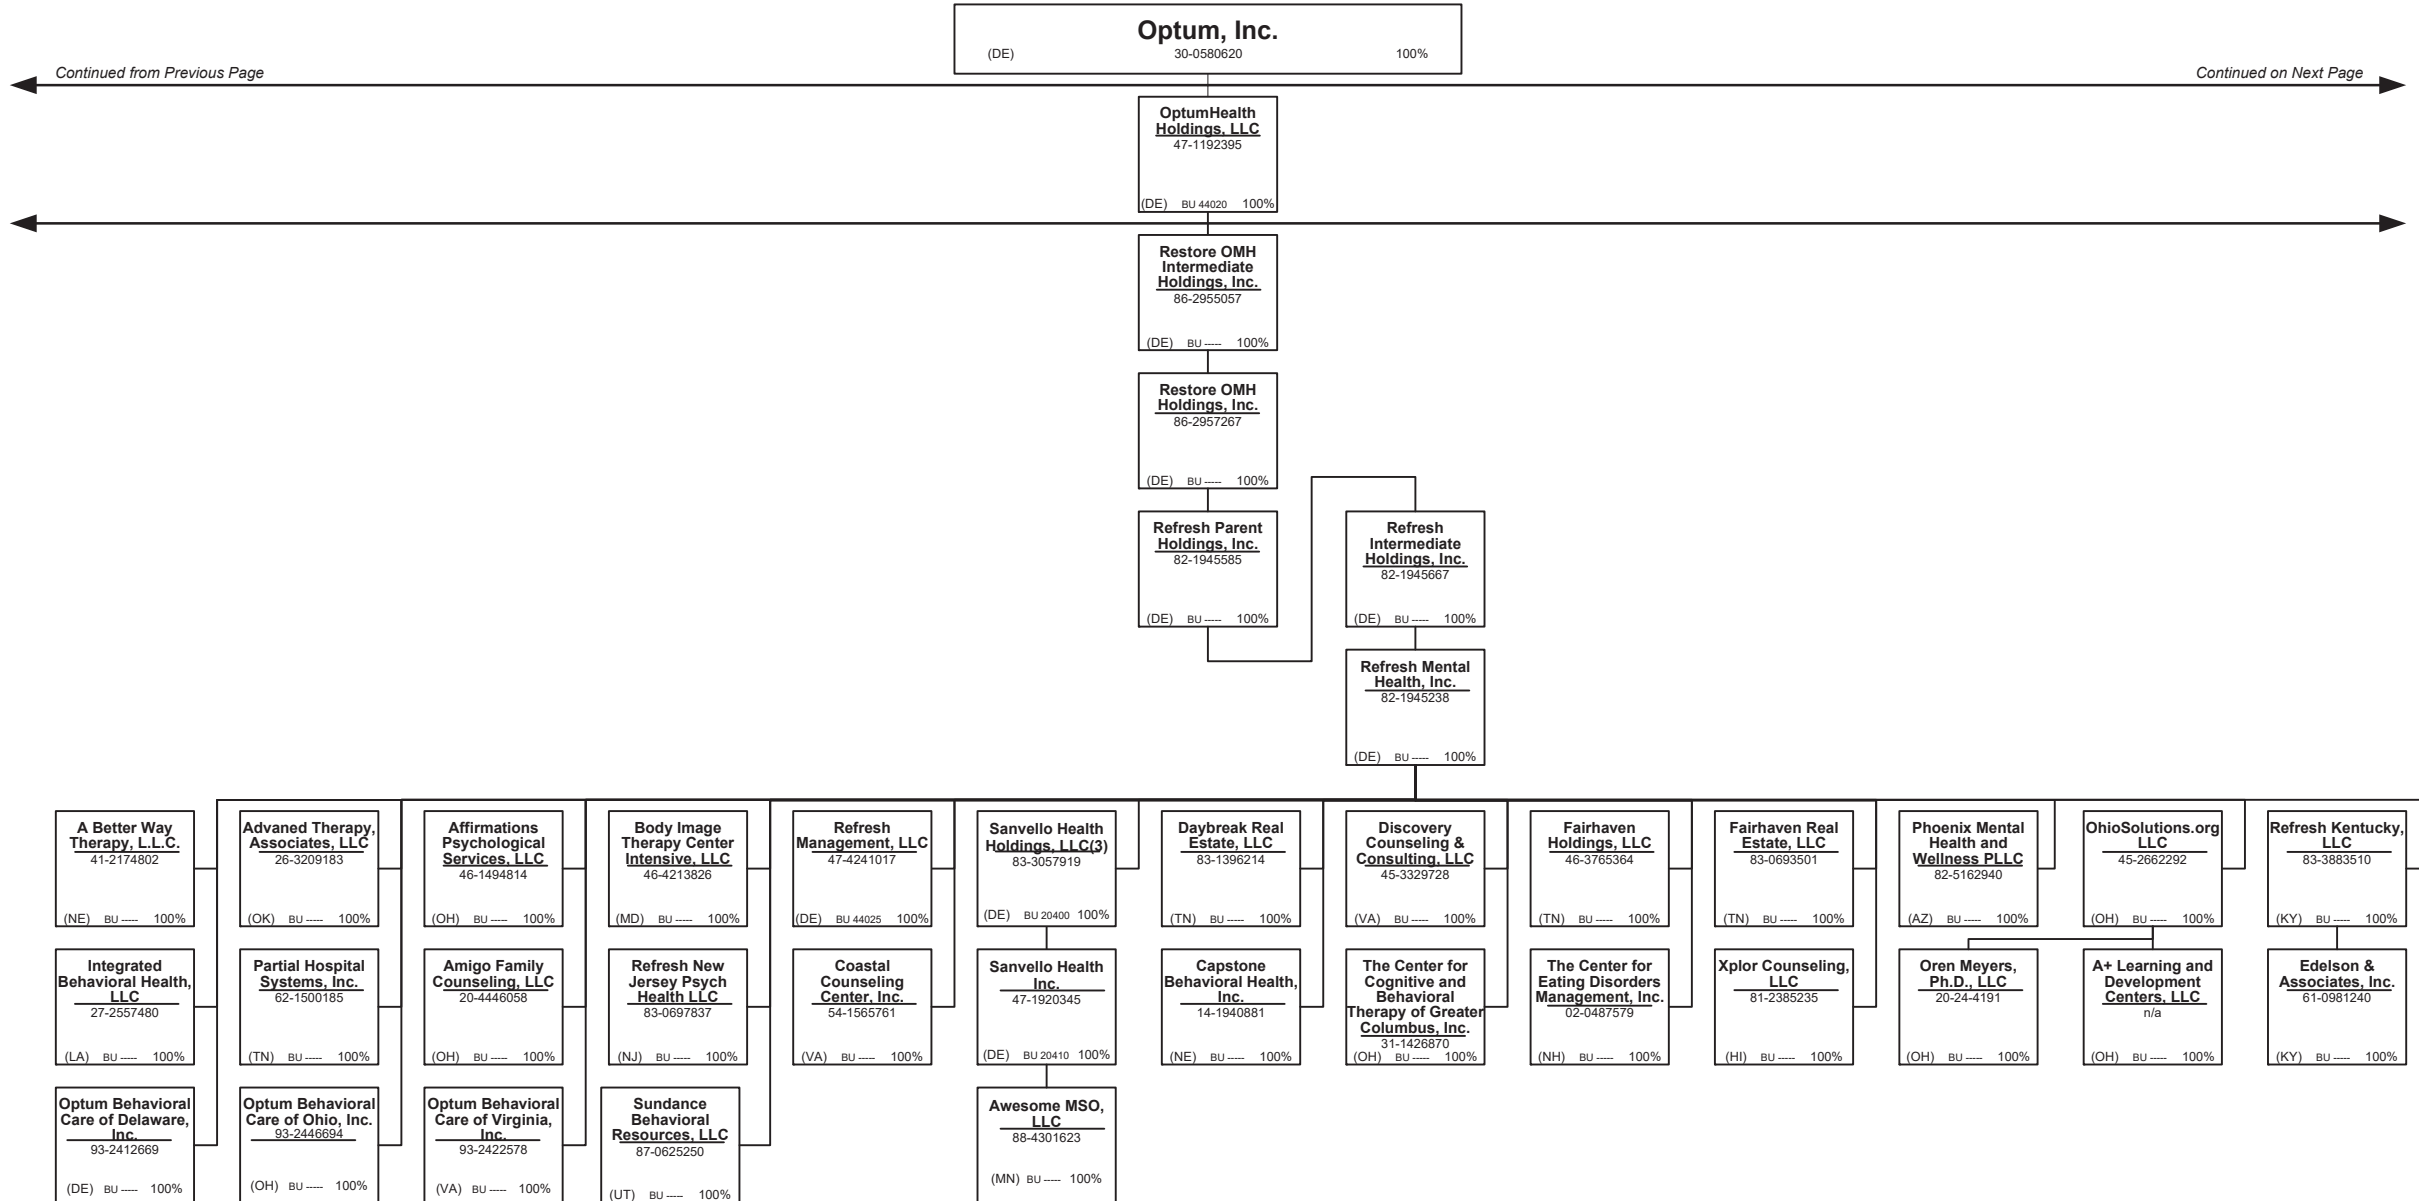 Optum, Inc.
(DE) 30-0580620 100%
Continued from Previous Page
Continued on Next Page
OptumHealth
Holdings, LLC
47-1192395
(DE) BU 44020 100%
Restore OMH
Intermediate
Holdings, Inc.
86-2955057
(DE) BU ----- 100%
Restore OMH
Holdings, Inc.
86-2957267
(DE) BU ----- 100%
Refresh Parent
Holdings, Inc.
82-1945585
(DE) BU ----- 100%
Refresh
Intermediate
Holdings, Inc.
82-1945667
(DE) BU ----- 100%
Refresh Mental
Health, Inc.
82-1945238
(DE) BU ----- 100%
A Better Way
Therapy, L.L.C.
41-2174802
(NE) BU ----- 100%
Advaned Therapy,
Associates, LLC
26-3209183
(OK) BU ----- 100%
Affirmations
Psychological
Services, LLC
46-1494814
(OH) BU ----- 100%
Body Image
Therapy Center
Intensive, LLC
46-4213826
(MD) BU ----- 100%
Refresh
Management, LLC
47-4241017
(DE) BU 44025 100%
Sanvello Health
Holdings, LLC(3)
83-3057919
(DE) BU 20400 100%
Daybreak Real
Estate, LLC
83-1396214
(TN) BU ----- 100%
Discovery
Counseling &
Consulting, LLC
45-3329728
(VA) BU ----- 100%
Fairhaven
Holdings, LLC
46-3765364
(TN) BU ----- 100%
Fairhaven Real
Estate, LLC
83-0693501
(TN) BU ----- 100%
Phoenix Mental
Health and
Wellness PLLC
82-5162940
(AZ) BU ----- 100%
OhioSolutions.org
LLC
45-2662292
(OH) BU ----- 100%
Refresh Kentucky,
LLC
83-3883510
(KY) BU ----- 100%
Integrated
Behavioral Health,
LLC
27-2557480
(LA) BU ----- 100%
Partial Hospital
Systems, Inc.
62-1500185
(TN) BU ----- 100%
Amigo Family
Counseling, LLC
20-4446058
(OH) BU ----- 100%
Refresh New
Jersey Psych
Health LLC
83-0697837
(NJ) BU ----- 100%
Coastal
Counseling
Center, Inc.
54-1565761
(VA) BU ----- 100%
Sanvello Health
Inc.
47-1920345
(DE) BU 20410 100%
Capstone
Behavioral Health,
Inc.
14-1940881
(NE) BU ----- 100%
The Center for
Cognitive and
Behavioral
Therapy of Greater
Columbus, Inc.
31-1426870
(OH) BU ----- 100%
The Center for
Eating Disorders
Management, Inc.
02-0487579
(NH) BU ----- 100%
Xplor Counseling,
LLC
81-2385235
(HI) BU ----- 100%
Oren Meyers,
Ph.D., LLC
20-24-4191
(OH) BU ----- 100%
A+ Learning and
Development
Centers, LLC
n/a
(OH) BU ----- 100%
Edelson &
Associates, Inc.
61-0981240
(KY) BU ----- 100%
Optum Behavioral
Care of Delaware,
Inc.
93-2412669
(DE) BU ----- 100%
Optum Behavioral
Care of Ohio, Inc.
93-2446694
(OH) BU ----- 100%
Optum Behavioral
Care of Virginia,
Inc.
93-2422578
(VA) BU ----- 100%
Sundance
Behavioral
Resources, LLC
87-0625250
(UT) BU ----- 100%
Awesome MSO,
LLC
88-4301623
(MN) BU ----- 100%